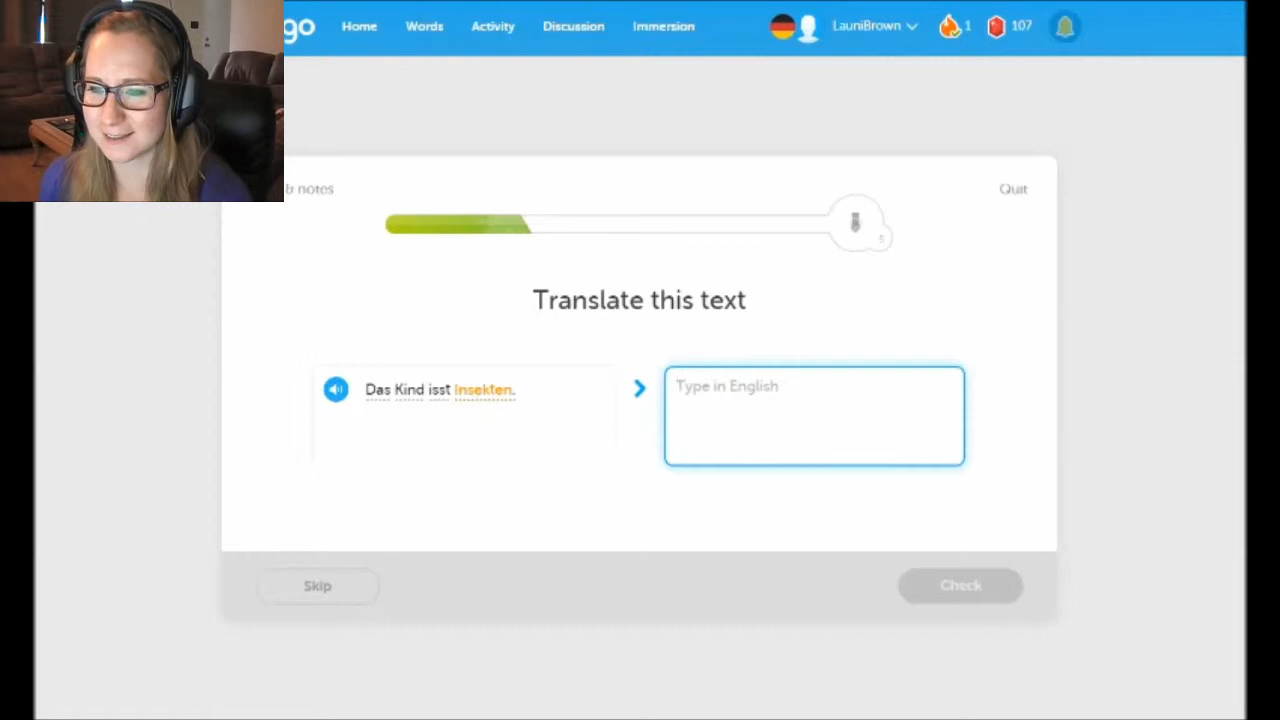 go Home Words Activity Discussion Immersion LauniBrown 1 107
& notes Quit
5
Translate this text
Das Kind isst Insekten. Type in English
Skip Check